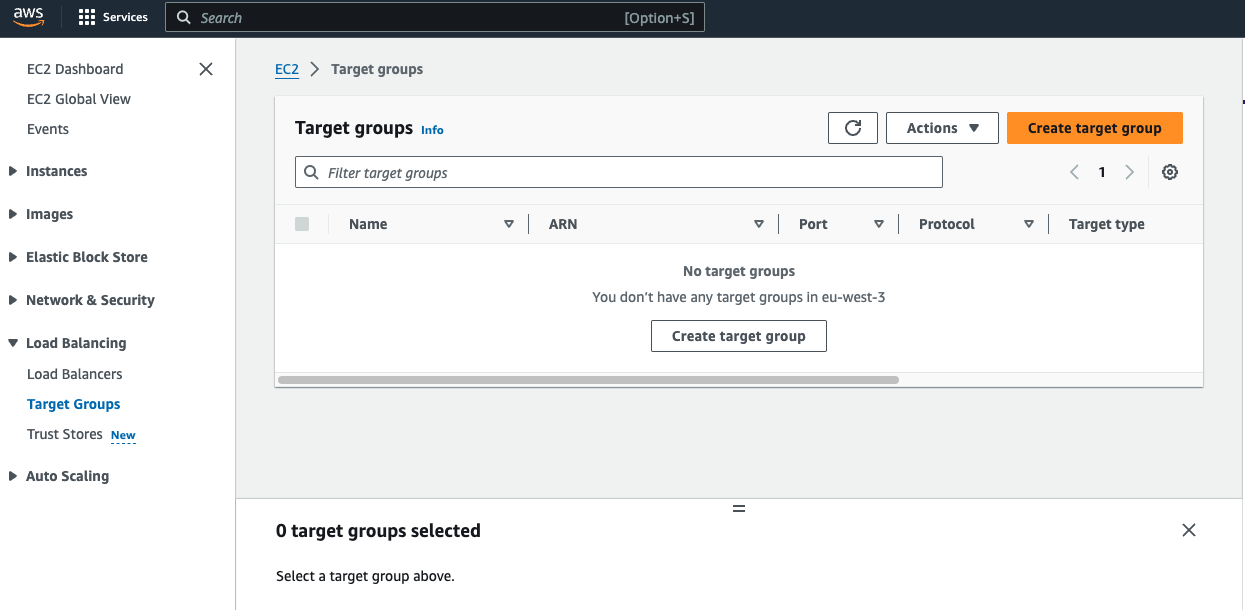 aws
Services
Search
[Option+S]
EC2 Dashboard
EC2 Global View
Events
Instances
Images
Elastic Block Store
Network & Security
Load Balancing
Load Balancers
Target Groups
Trust Stores New
Auto Scaling
EC2 Target groups
Target groups Info
Actions
Create target group
Filter target groups
1
Name ARN Port Protocol Target type
No target groups
You don't have any target groups in eu-west-3
Create target group
0 target groups selected
Select a target group above.